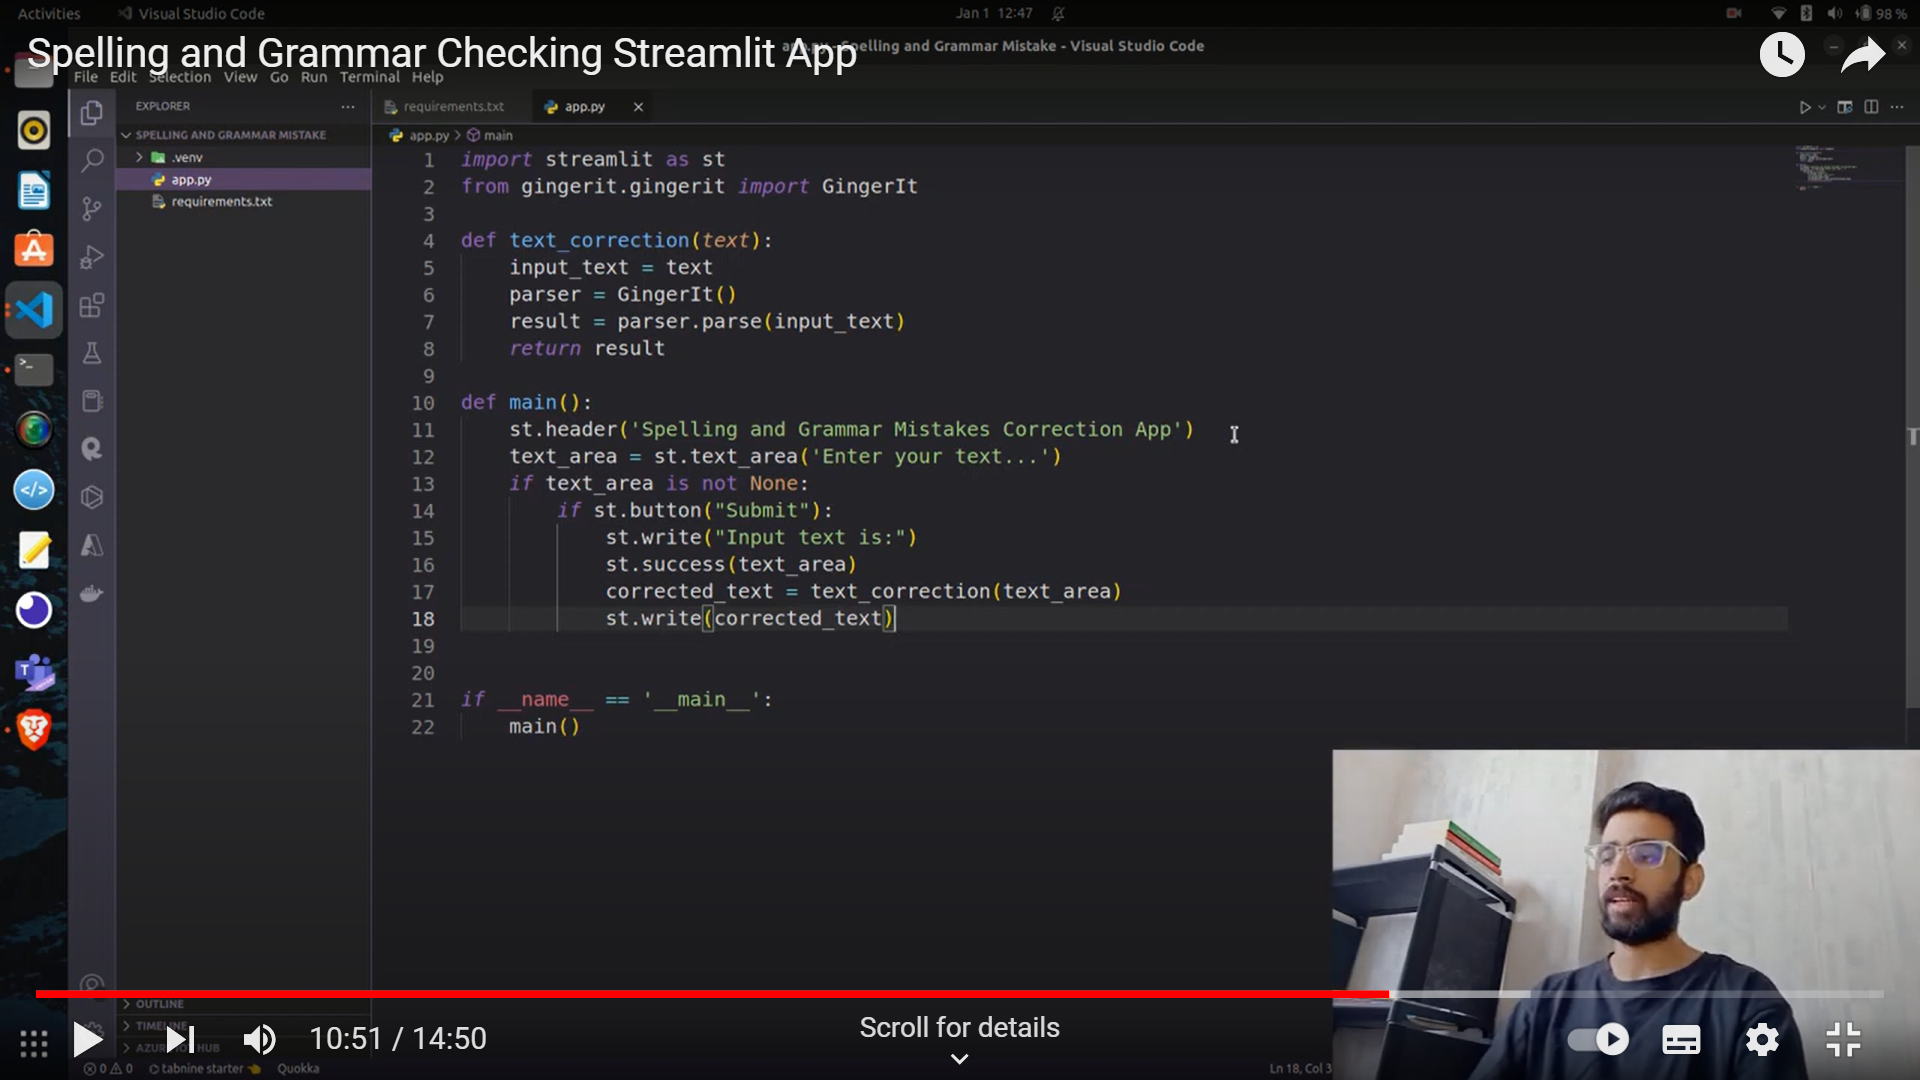 Activities
Visual Studio Code
Jan 1 12:47
98 %
Spelling and Grammar Checking Streamlit App
Spelling and Grammar Mistake - Visual Studio Code
File Edit Selection View Go Run Terminal Help
EXPLORER
requirements.txt
app.py
SPELLING AND GRAMMAR MISTAKE
app.py > main
.venv
app.py
requirements.txt
1 import streamlit as st
2 from gingerit.gingerit import GingerIt
3
4 def text_correction(text):
5 input_text = text
6 parser = GingerIt()
7 result = parser.parse(input_text)
8 return result
9
10 def main():
11 st.header('Spelling and Grammar Mistakes Correction App')
12 text_area = st.text_area('Enter your text...')
13 if text_area is not None:
14 if st.button("Submit"):
15 st.write("Input text is:")
16 st.success(text_area)
17 corrected_text = text_correction(text_area)
18 st.write(corrected_text)
19
20
21 if __name__ == '__main__':
22 main()
OUTLINE
TIMELINE
HUB
10:51 / 14:50
Scroll for details
0 0
tabnine starter
Quokka
Ln 18, Col 3